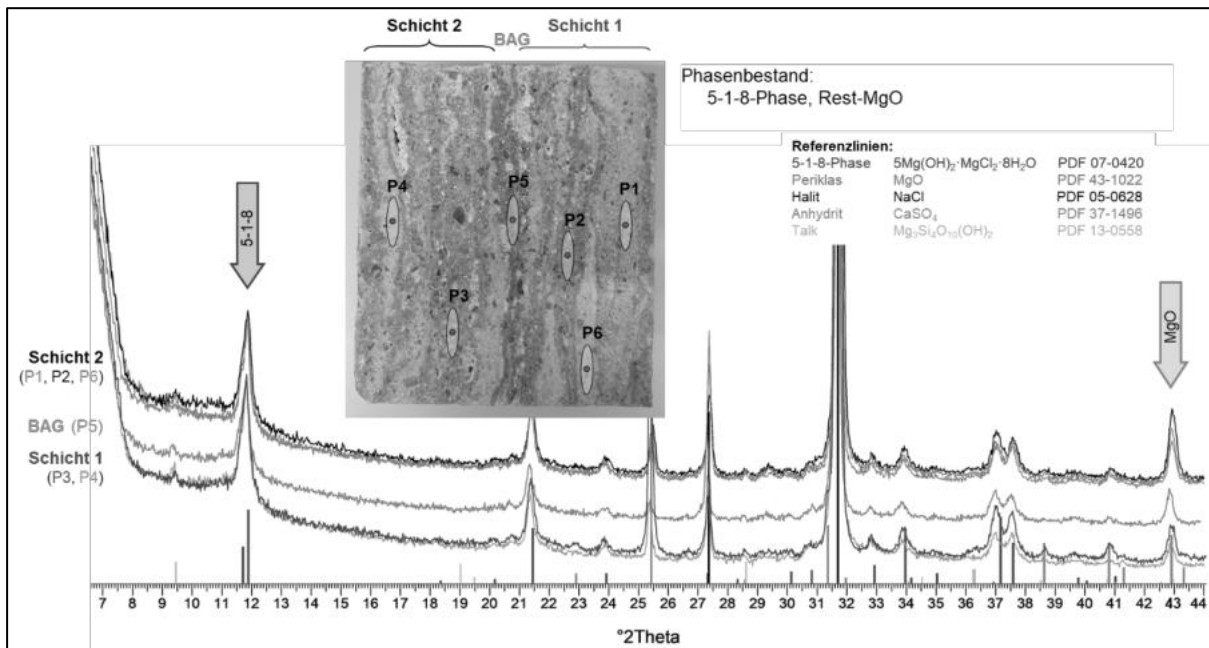 Schicht 2 BAG Schicht 1
P4 P5 P1
P2
P3
P6
Phasenbestand:
5-1-8-Phase, Rest-MgO
Referenzlinien:
5-1-8-Phase 5Mg(OH)₂·MgCl₂·8H₂O PDF 07-0420
Periklas MgO PDF 43-1022
Halit NaCl PDF 05-0628
Anhydrit CaSO₄ PDF 37-1496
Talk Mg₃Si₄O₁₀(OH)₂ PDF 13-0558
5-1-8
MgO
Schicht 2
(P1, P2, P6)
BAG (P5)
Schicht 1
(P3, P4)
7 8 9 10 11 12 13 14 15 16 17 18 19 20 21 22 23 24 25 26 27 28 29 30 31 32 33 34 35 36 37 38 39 40 41 42 43 44
°2Theta